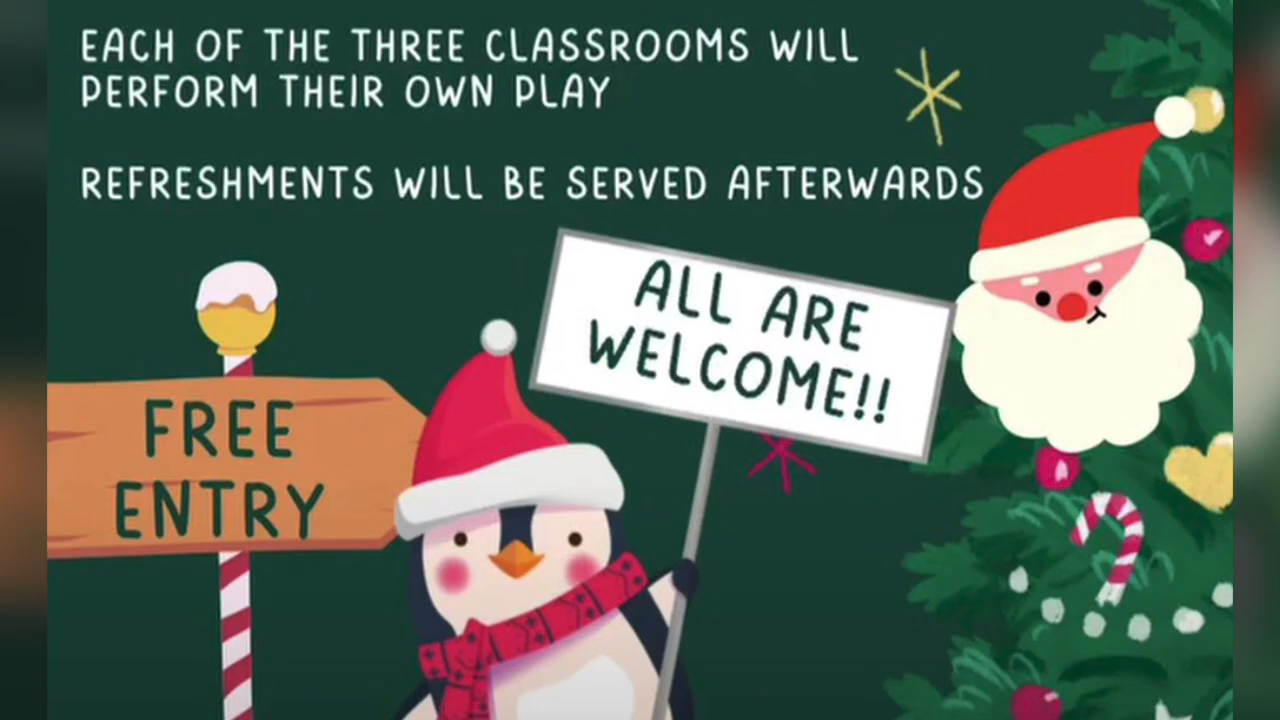 EACH OF THE THREE CLASSROOMS WILL
PERFORM THEIR OWN PLAY
REFRESHMENTS WILL BE SERVED AFTERWARDS
ALL ARE
WELCOME!!
FREE
ENTRY